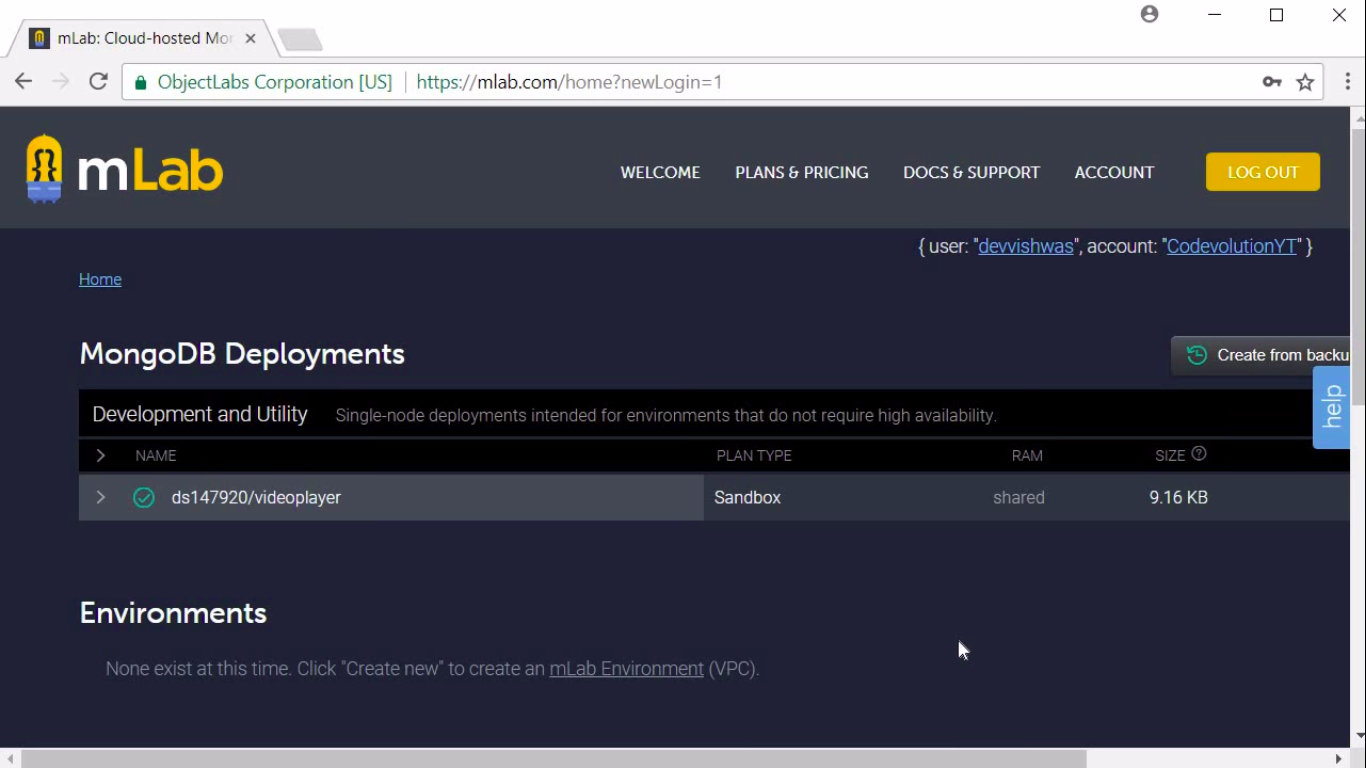 mLab: Cloud-hosted Mo
ObjectLabs Corporation [US] https://mlab.com/home?newLogin=1
mLab WELCOME PLANS & PRICING DOCS & SUPPORT ACCOUNT LOG OUT
{ user: "devvishwas", account: "CodevolutionYT" }
Home
MongoDB Deployments
Create from backu
help
Development and Utility Single-node deployments intended for environments that do not require high availability.
NAME PLAN TYPE RAM SIZE ?
ds147920/videoplayer Sandbox shared 9.16 KB
Environments
None exist at this time. Click "Create new" to create an mLab Environment (VPC).